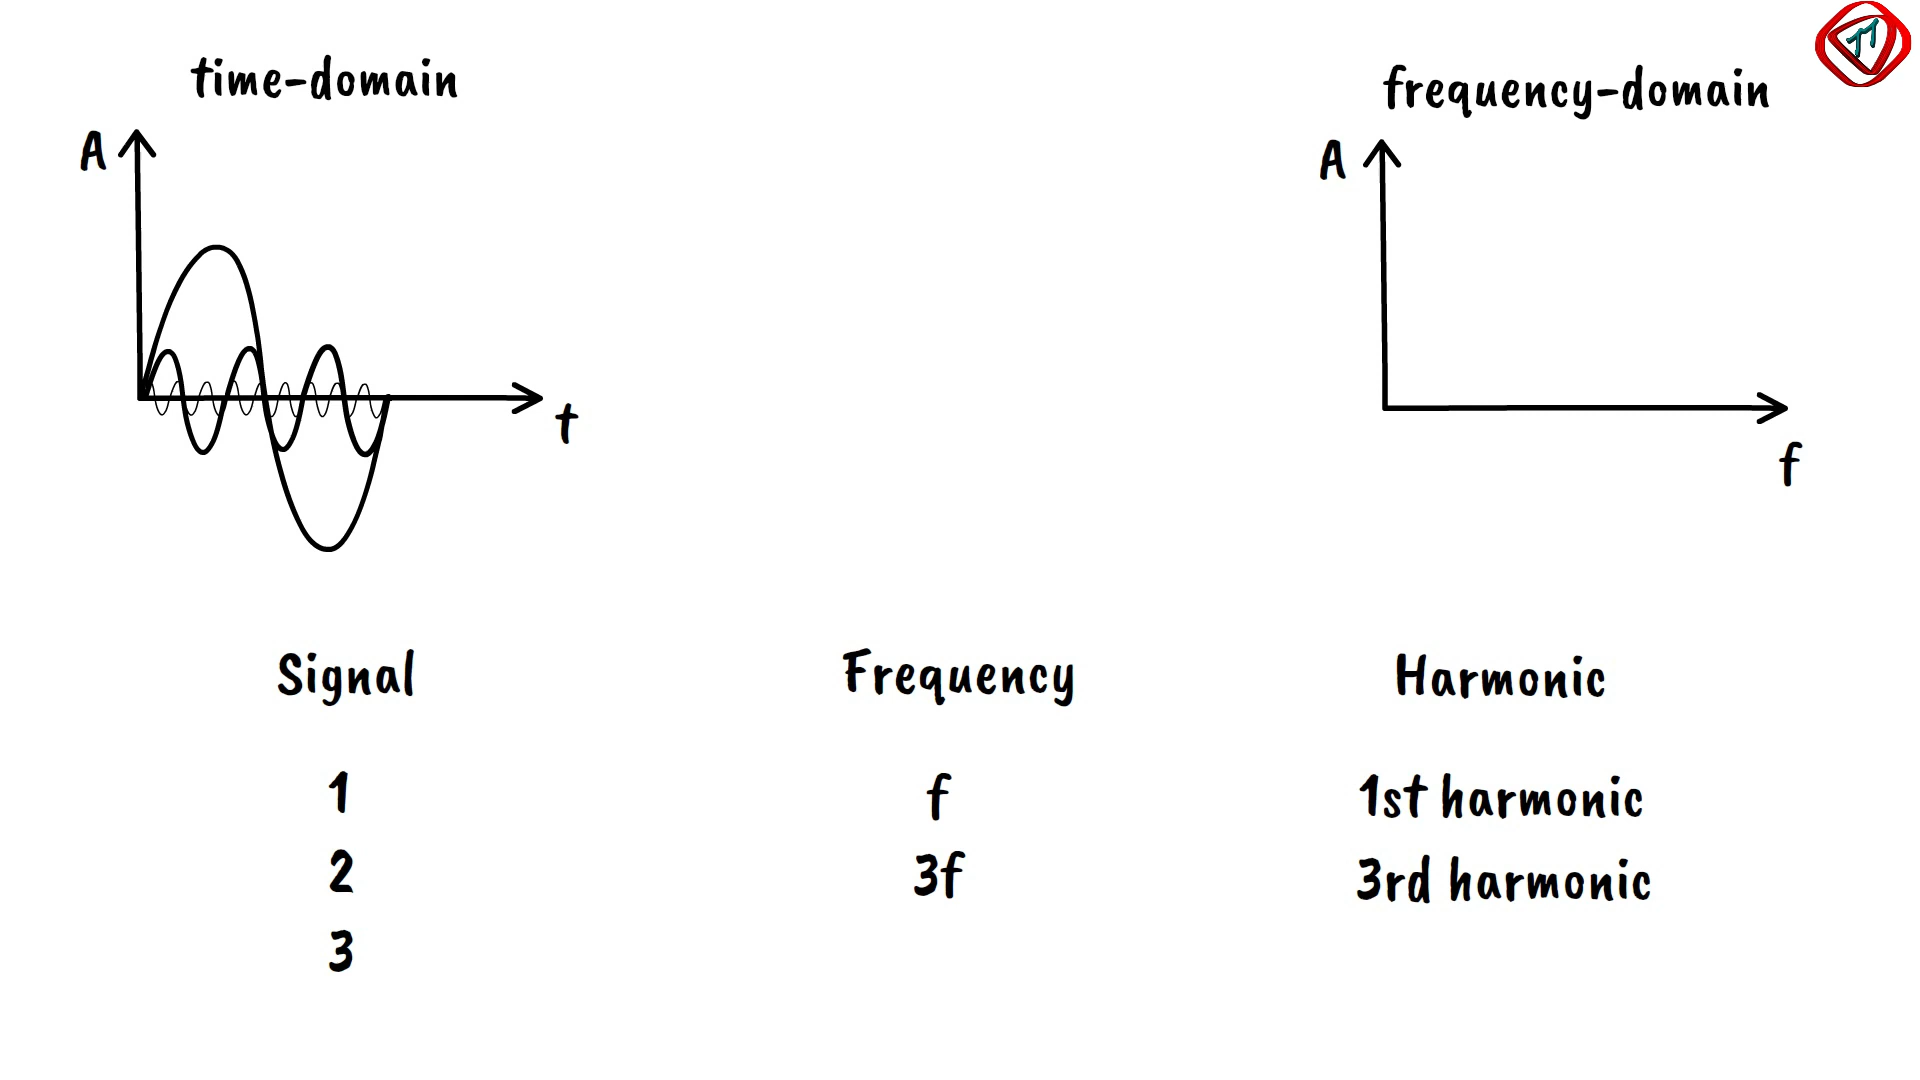 time-domain
frequency-domain
A
A
t
f
Signal Frequency Harmonic
1 f 1st harmonic
2 3f 3rd harmonic
3